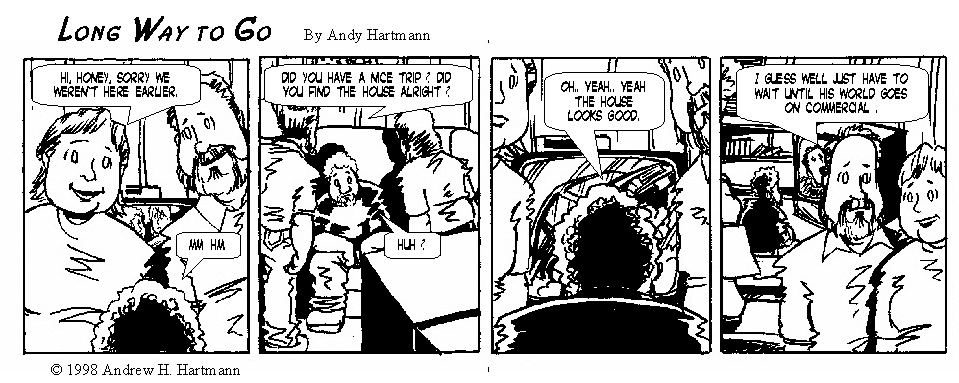 LONG WAY TO GO
By Andy Hartmann
HI, HONEY, SORRY WE
WEREN'T HERE EARLIER.
MM HM
DID YOU HAVE A NICE TRIP? DID
YOU FIND THE HOUSE ALRIGHT?
HUH?
OH.. YEAH.. YEAH
THE HOUSE
LOOKS GOOD.
I GUESS WELL JUST HAVE TO
WAIT UNTIL HIS WORLD GOES
ON COMMERCIAL.
© 1998 Andrew H. Hartmann